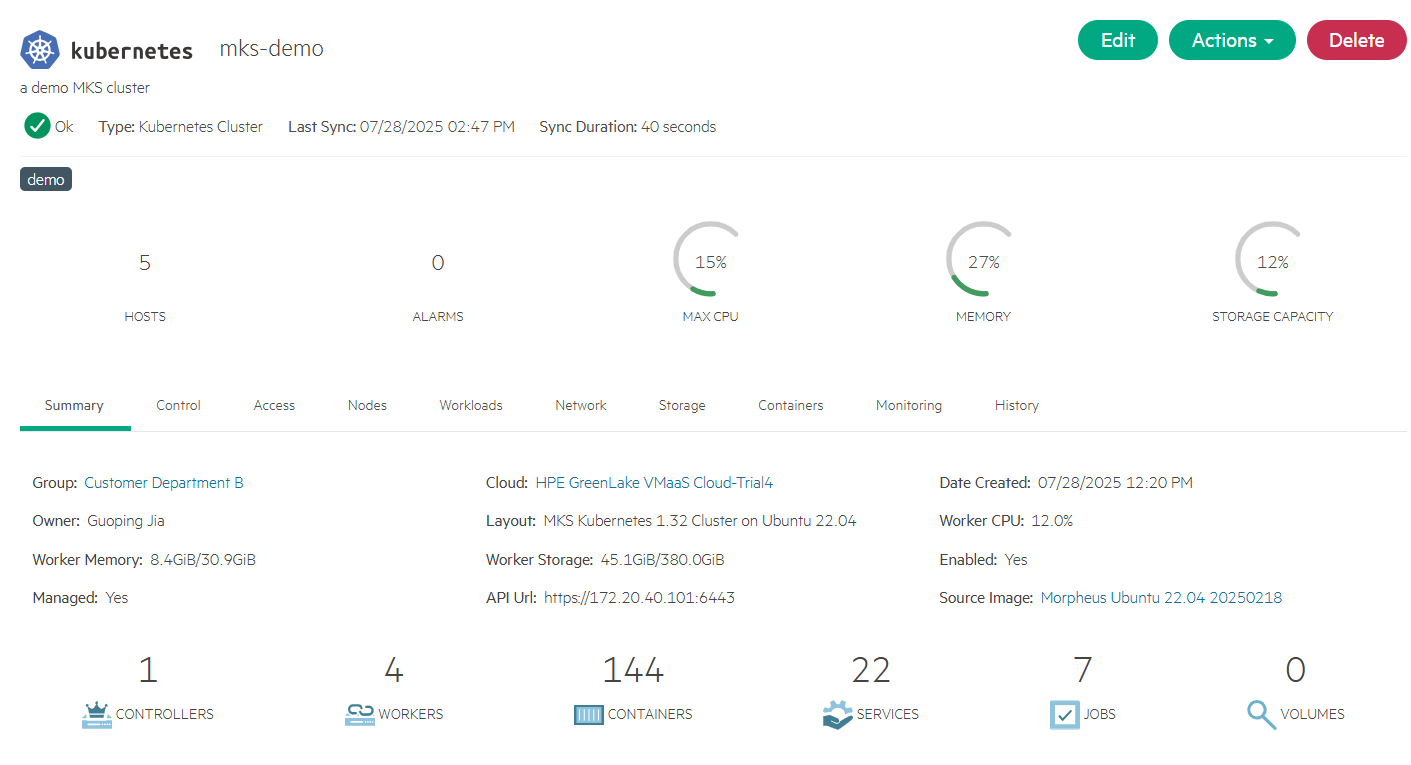 kubernetes mks-demo Edit Actions Delete
a demo MKS cluster
Ok Type: Kubernetes Cluster Last Sync: 07/28/2025 02:47 PM Sync Duration: 40 seconds
demo
5 0 15% 27% 12%
HOSTS ALARMS MAX CPU MEMORY STORAGE CAPACITY
Summary Control Access Nodes Workloads Network Storage Containers Monitoring History
Group: Customer Department B Cloud: HPE GreenLake VMaaS Cloud-Trial4 Date Created: 07/28/2025 12:20 PM
Owner: Guoping Jia Layout: MKS Kubernetes 1.32 Cluster on Ubuntu 22.04 Worker CPU: 12.0%
Worker Memory: 8.4GiB/30.9GiB Worker Storage: 45.1GiB/380.0GiB Enabled: Yes
Managed: Yes API Url: https://172.20.40.101:6443 Source Image: Morpheus Ubuntu 22.04 20250218
1 4 144 22 7 0
CONTROLLERS WORKERS CONTAINERS SERVICES JOBS VOLUMES